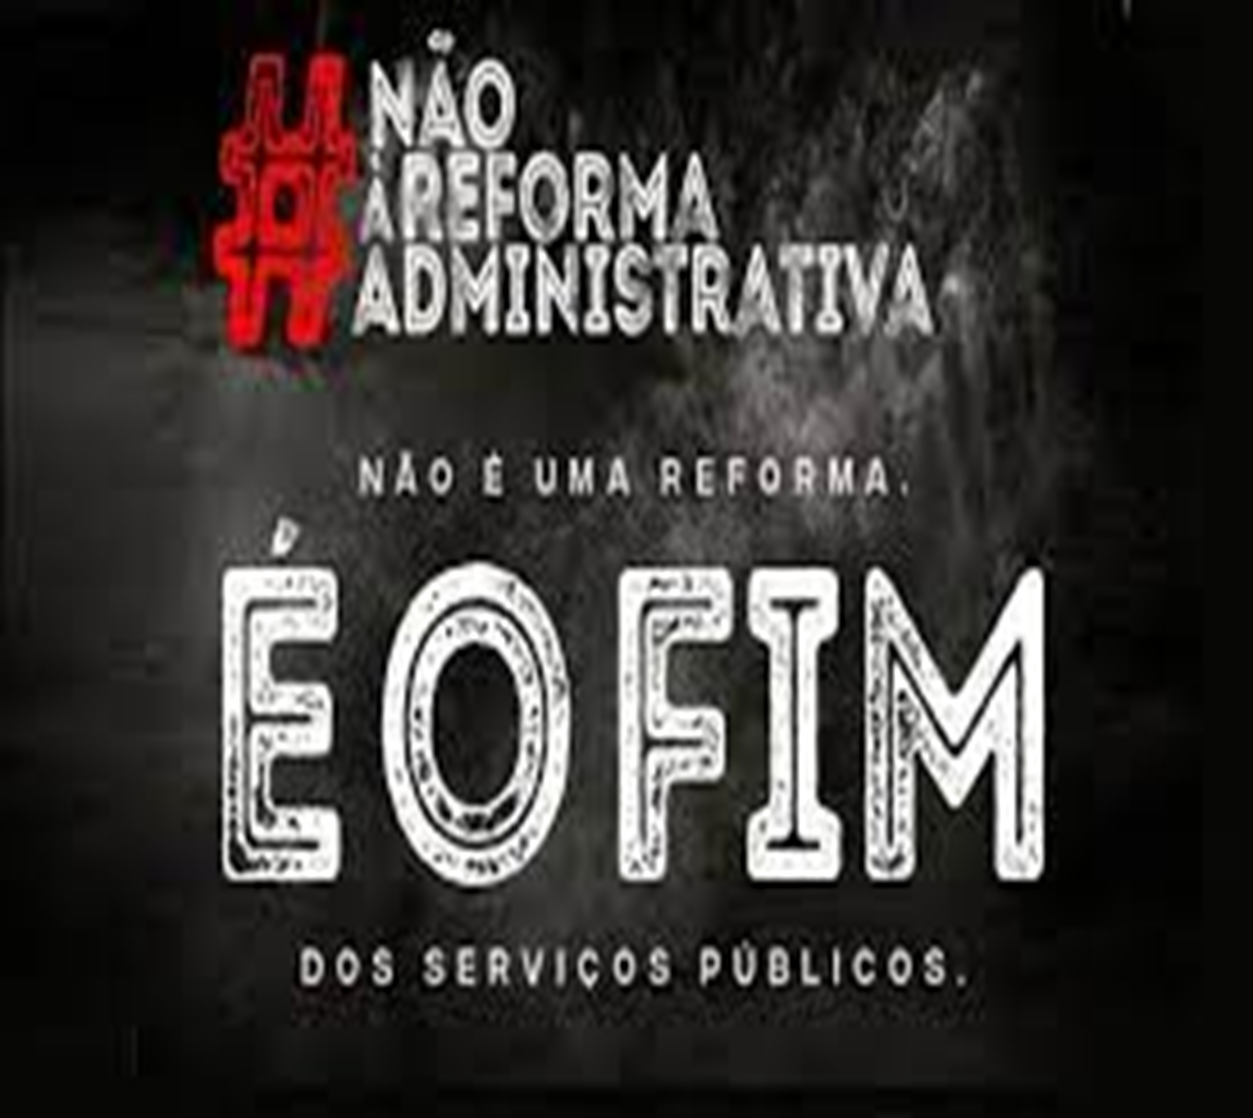 #NÃO
À REFORMA
ADMINISTRATIVA
NÃO É UMA REFORMA.
É O FIM
DOS SERVIÇOS PÚBLICOS.